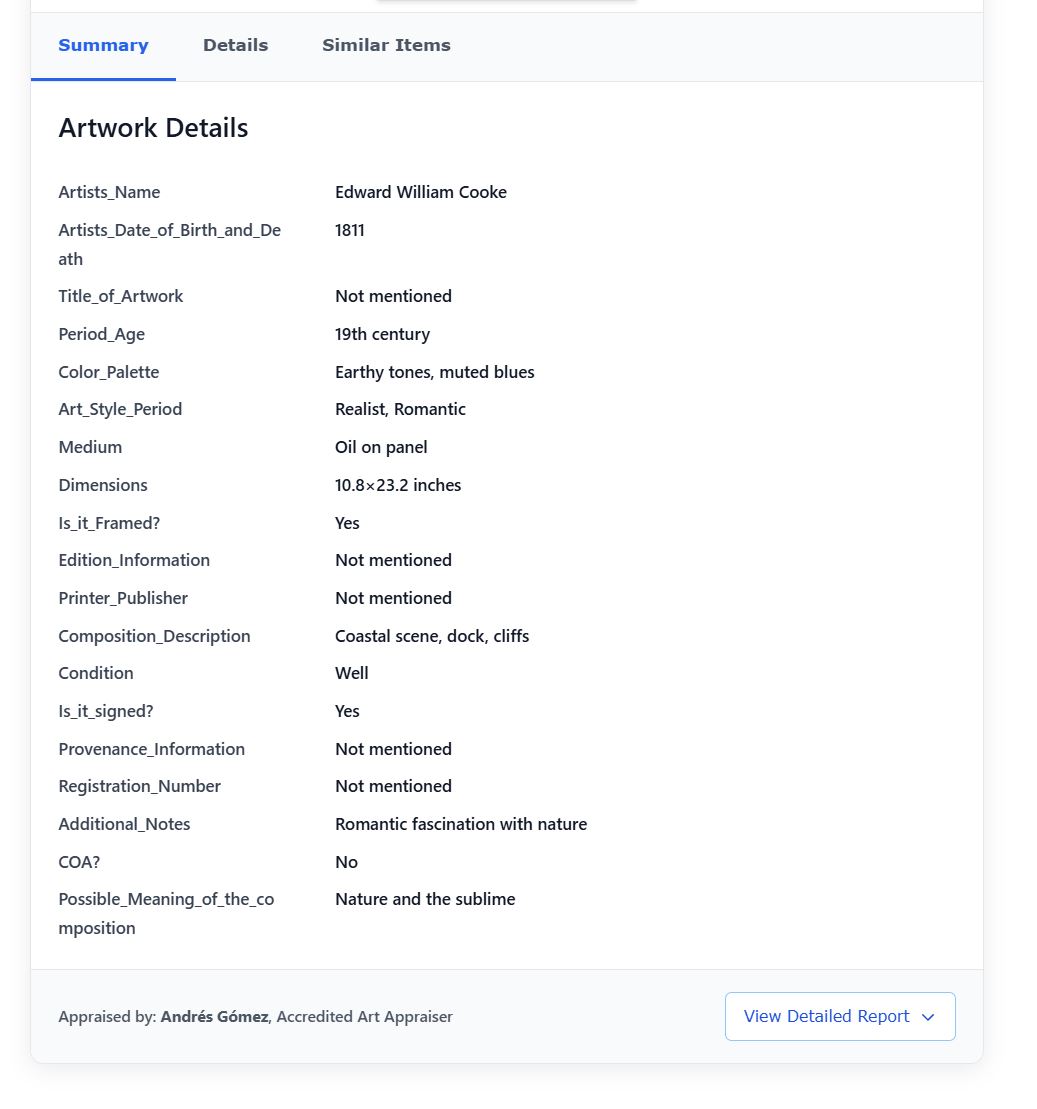 Summary Details Similar Items
Artwork Details
Artists_Name Edward William Cooke
Artists_Date_of_Birth_and_De 1811
ath
Title_of_Artwork Not mentioned
Period_Age 19th century
Color_Palette Earthy tones, muted blues
Art_Style_Period Realist, Romantic
Medium Oil on panel
Dimensions 10.8×23.2 inches
Is_it_Framed? Yes
Edition_Information Not mentioned
Printer_Publisher Not mentioned
Composition_Description Coastal scene, dock, cliffs
Condition Well
Is_it_signed? Yes
Provenance_Information Not mentioned
Registration_Number Not mentioned
Additional_Notes Romantic fascination with nature
COA? No
Possible_Meaning_of_the_co Nature and the sublime
mposition
Appraised by: Andrés Gómez, Accredited Art Appraiser View Detailed Report